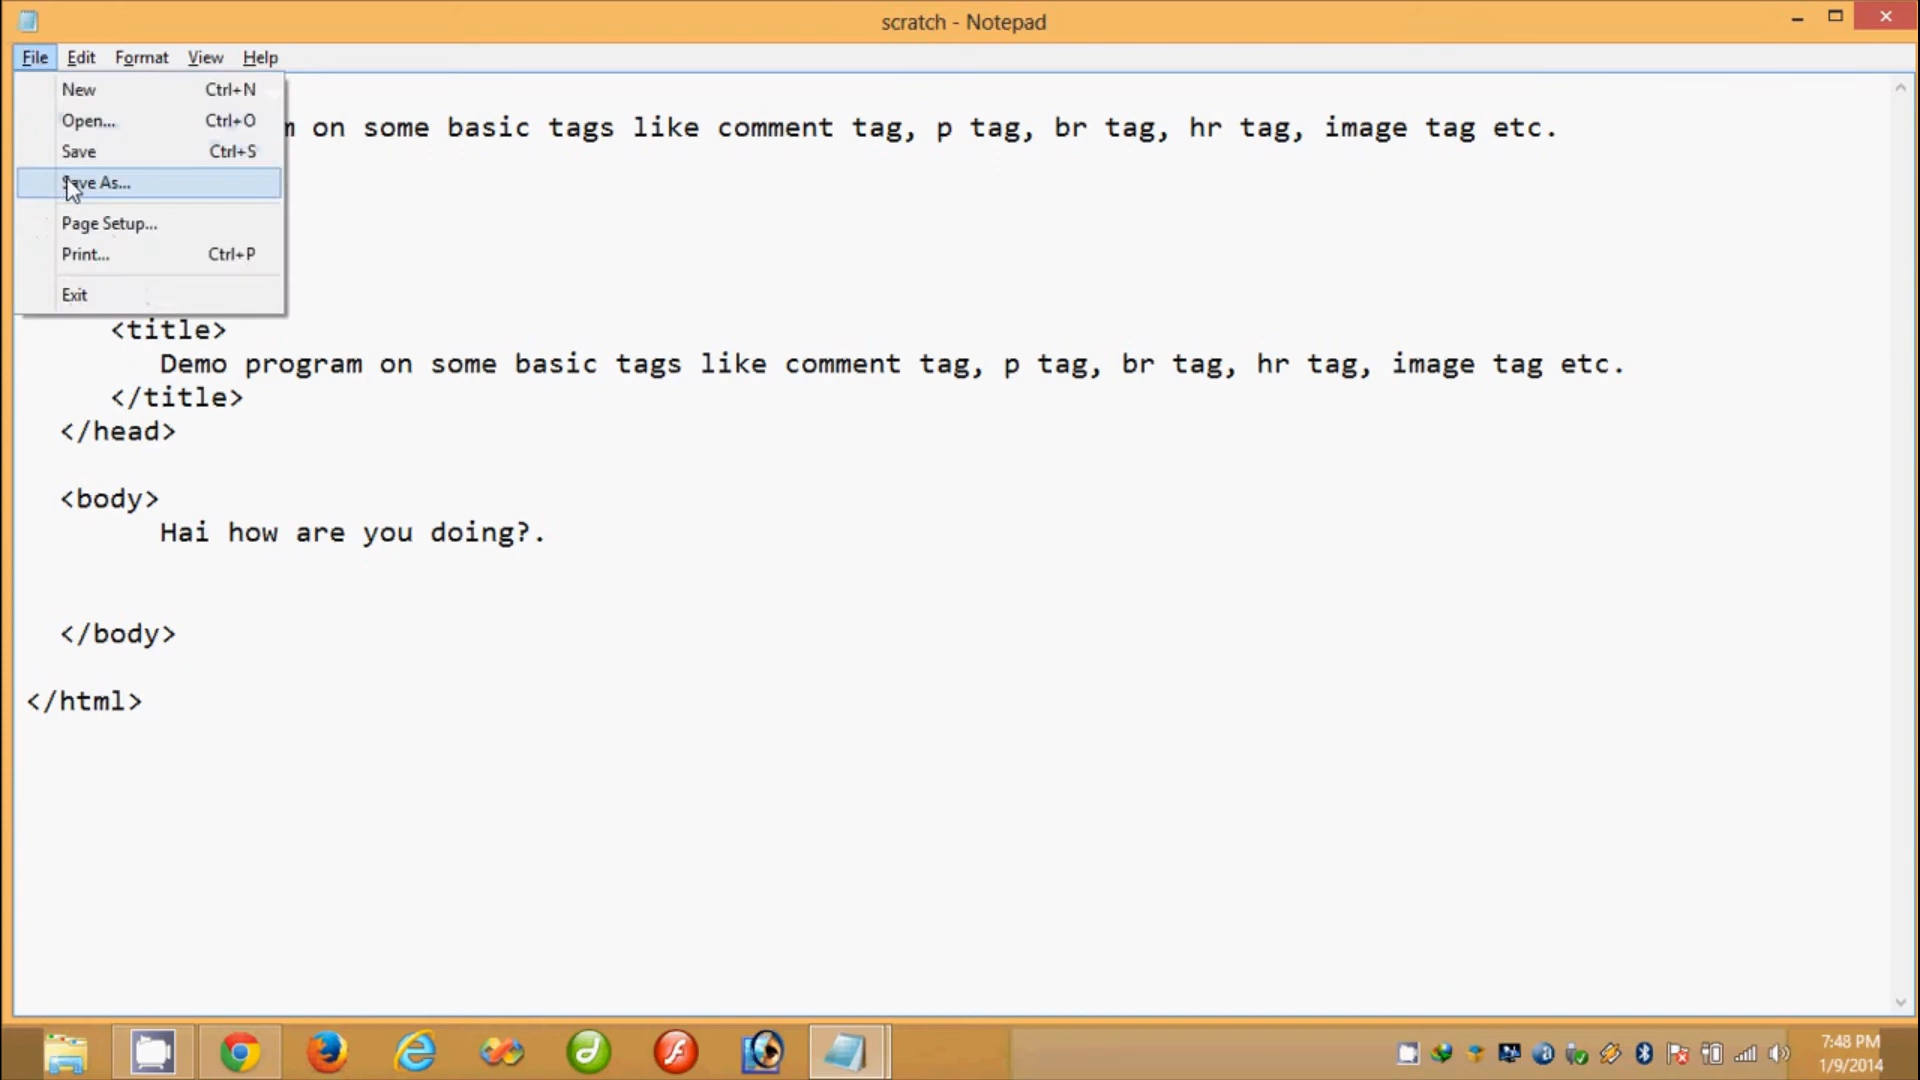 scratch - Notepad
File Edit Format View Help
New Ctrl+N
Open... Ctrl+O
Save Ctrl+S
Save As...
Page Setup...
Print... Ctrl+P
Exit
on some basic tags like comment tag, p tag, br tag, hr tag, image tag etc.
<title>
Demo program on some basic tags like comment tag, p tag, br tag, hr tag, image tag etc.
</title>
</head>
<body>
Hai how are you doing?.
</body>
</html>
7:48 PM
1/9/2014